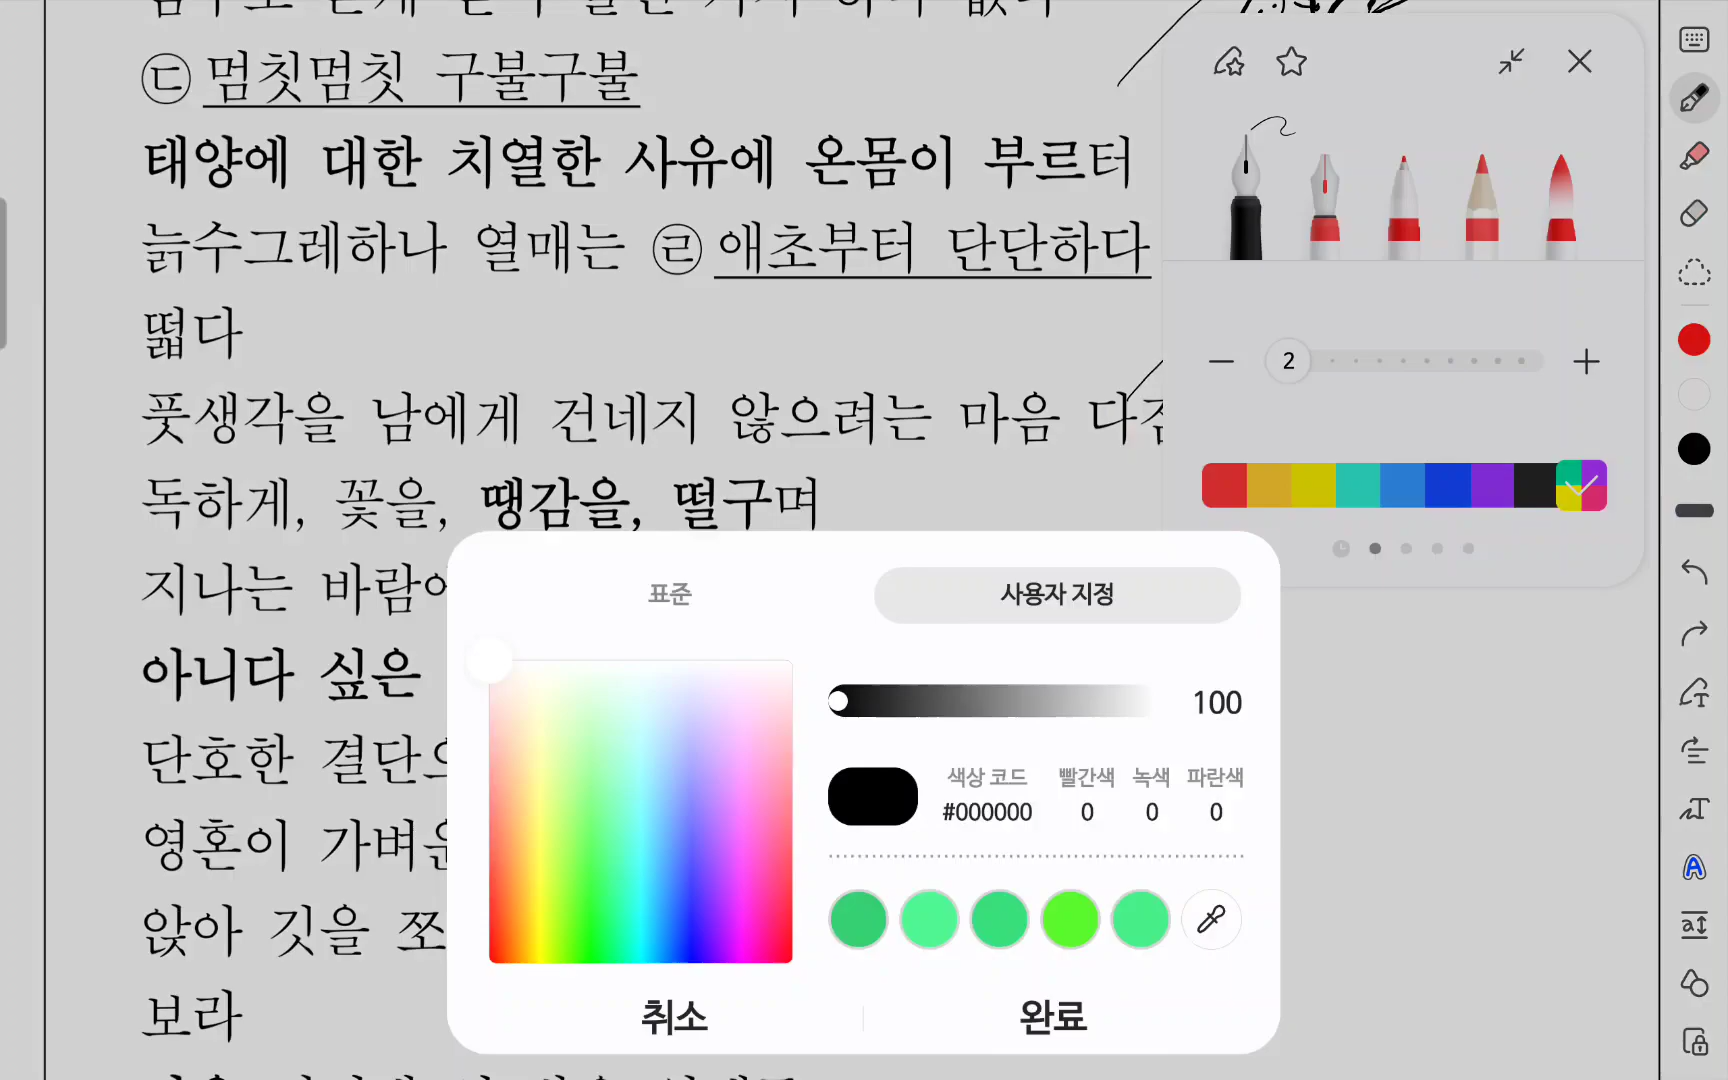 ㉢ 멈칫멈칫 구불구불
태양에 대한 치열한 사유에 온몸이 부르터
늙수그레하나 열매는 ㉣ 애초부터 단단하다
떫다
풋생각을 남에게 건네지 않으려는 마음 다
독하게, 꽃을, 땡감을, 떨구며
지나는 바람에
아니다 싶은
단호한 결단으
영혼이 가벼운
앉아 깃을 쪼
보라
2
표준
사용자 지정
100
색상 코드 빨간색 녹색 파란색
#000000 0 0 0
취소
완료